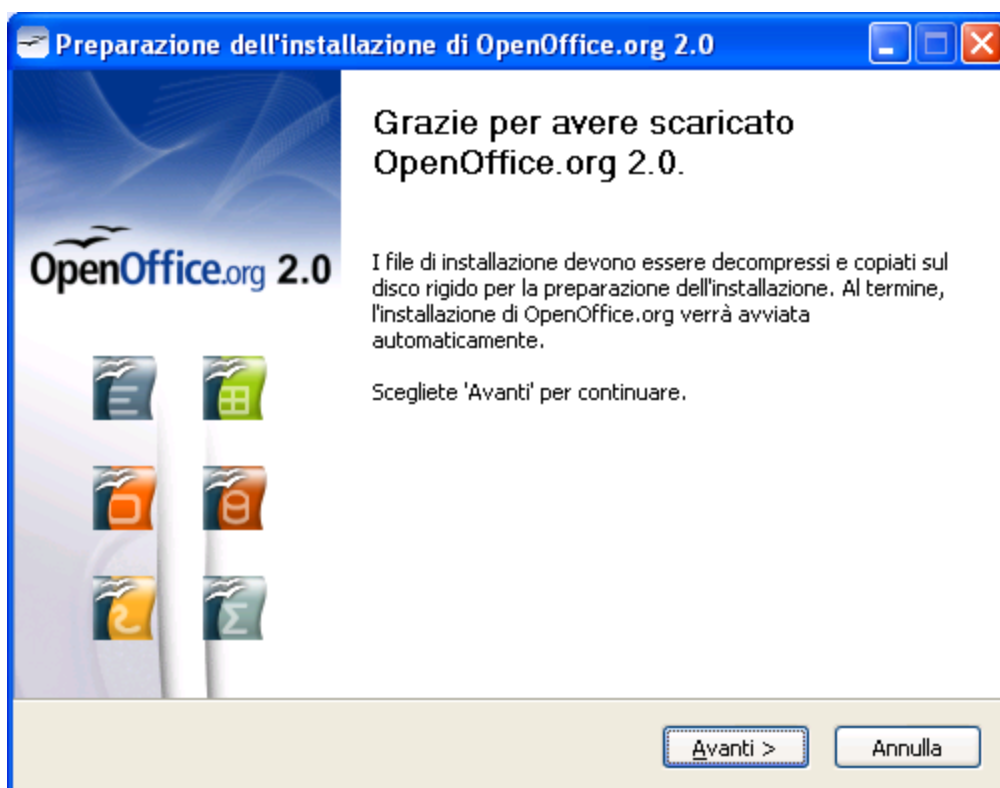 Preparazione dell'installazione di OpenOffice.org 2.0
Grazie per avere scaricato
OpenOffice.org 2.0.
OpenOffice.org 2.0
I file di installazione devono essere decompressi e copiati sul
disco rigido per la preparazione dell'installazione. Al termine,
l'installazione di OpenOffice.org verrà avviata
automaticamente.
Scegliete 'Avanti' per continuare.
Avanti >
Annulla